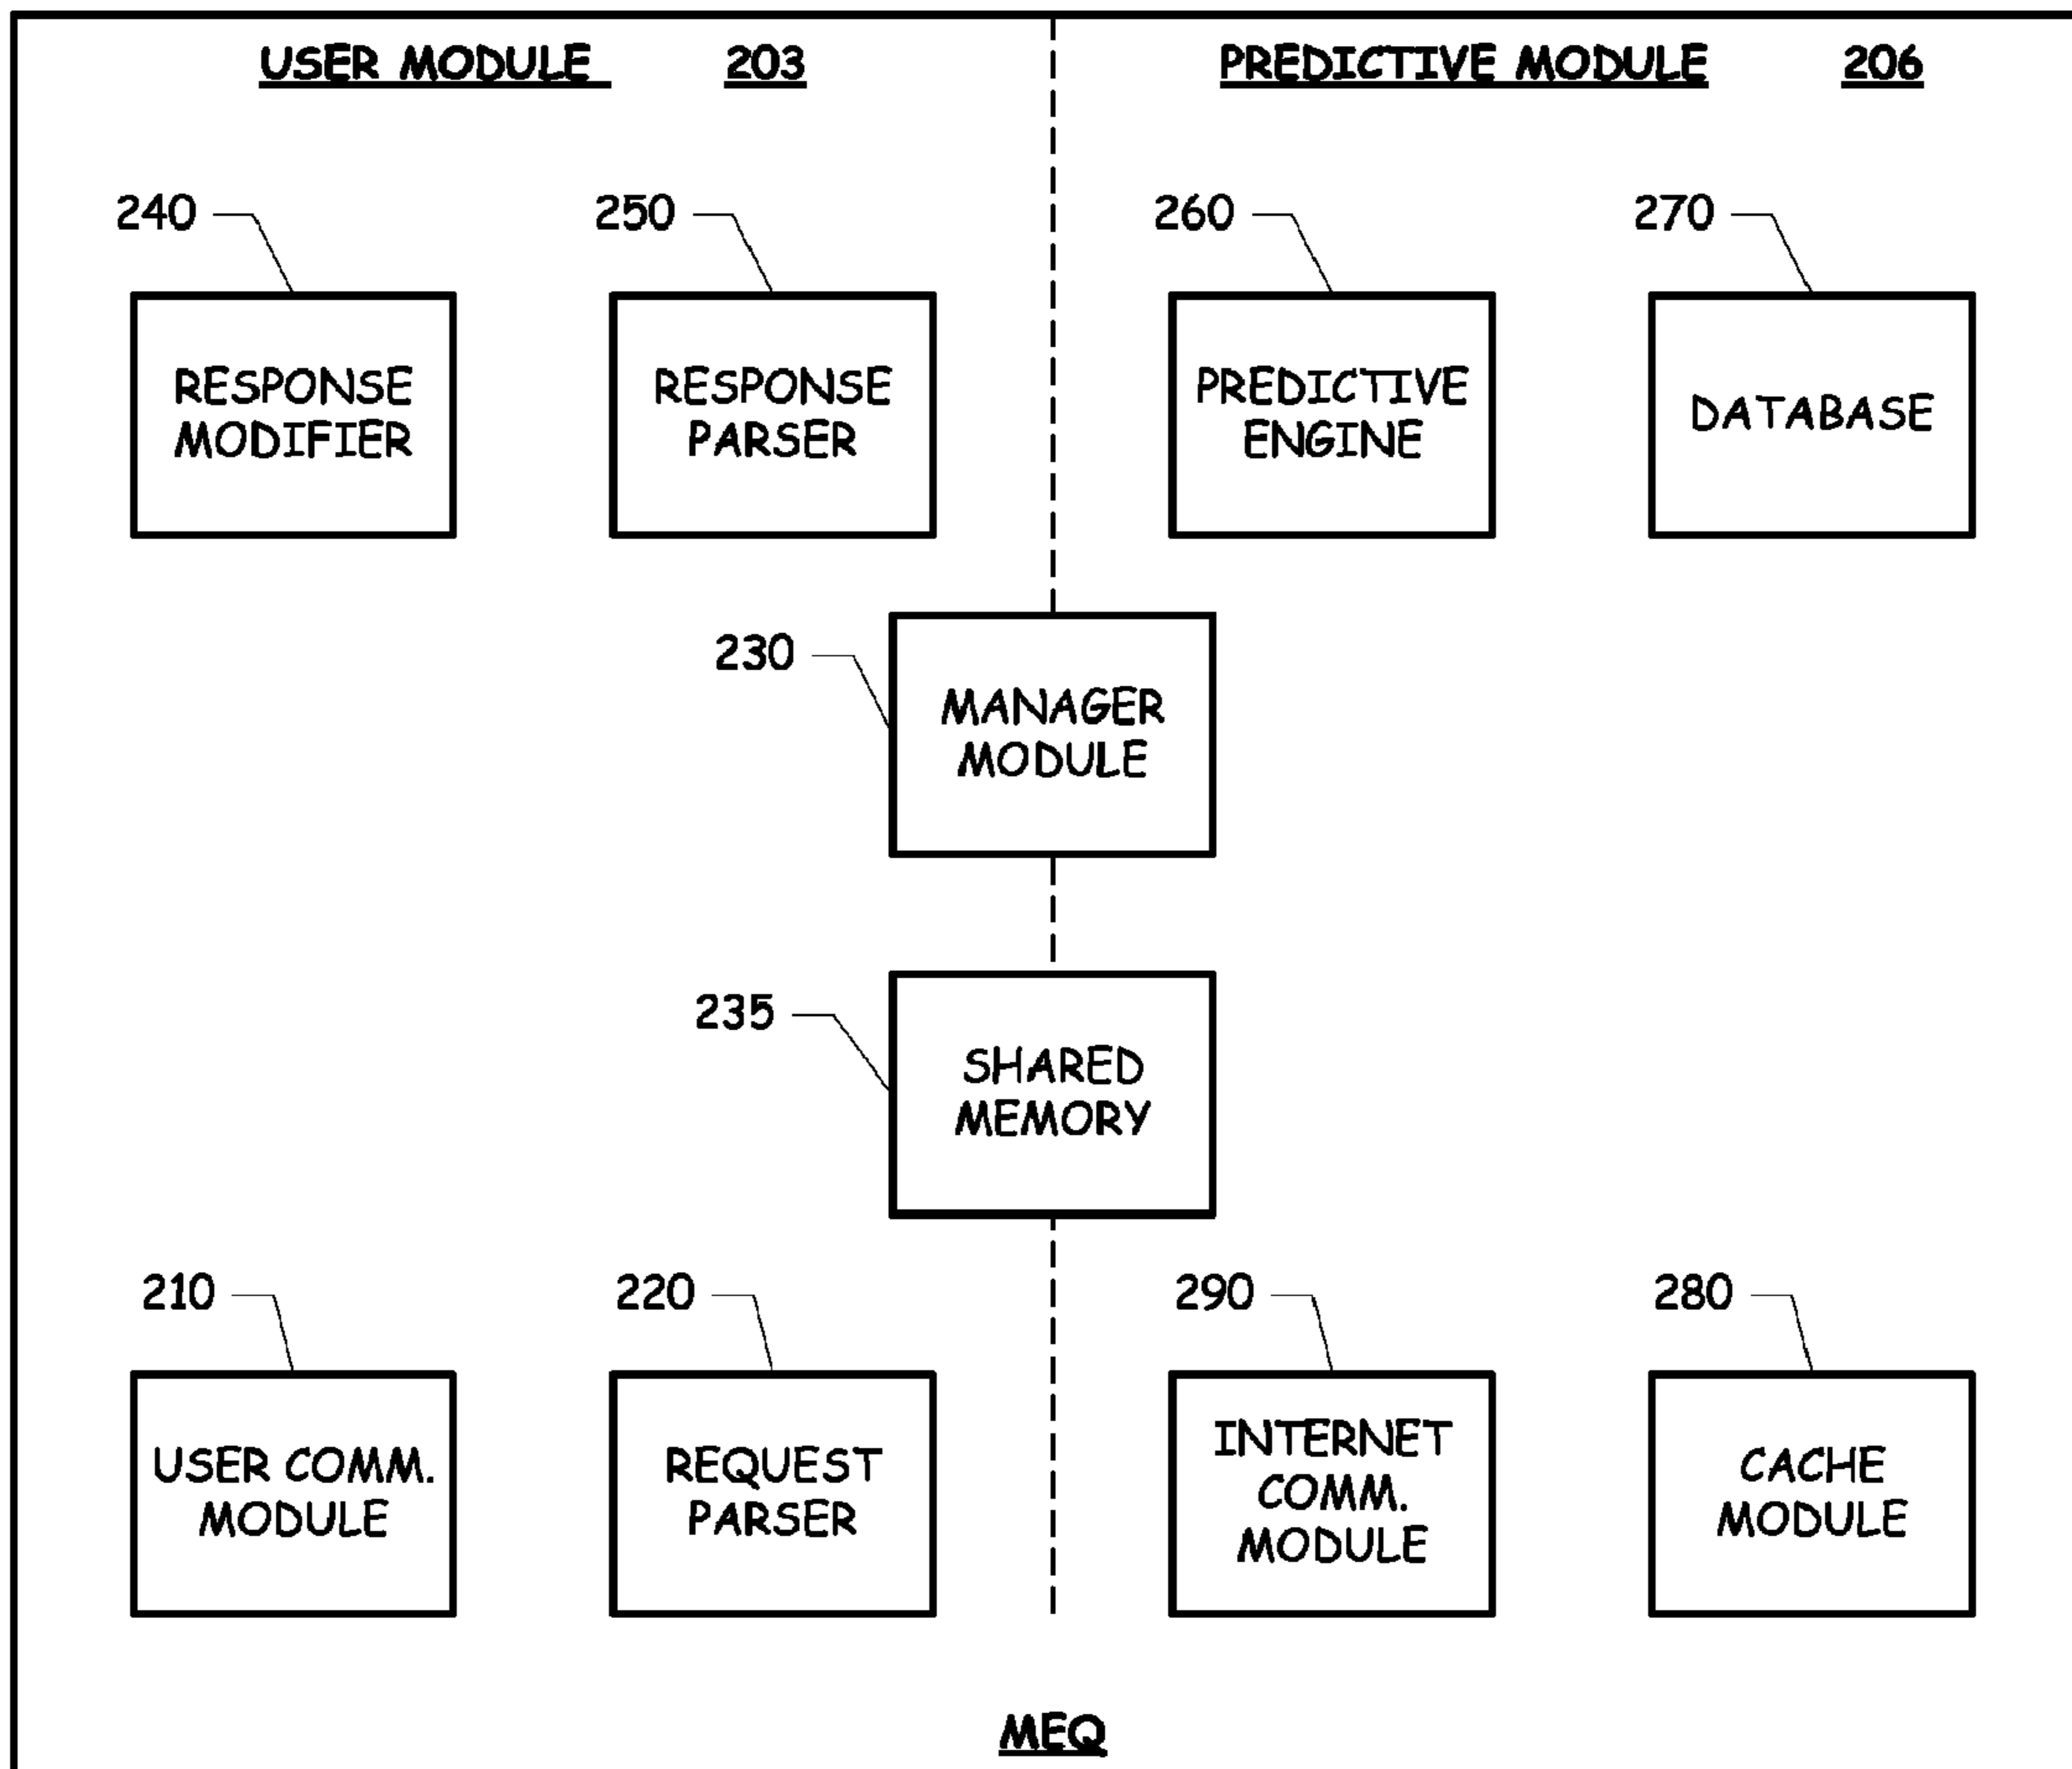 USER MODULE 203
PREDICTIVE MODULE 206
240
250
260
270
RESPONSE
MODIFIER
RESPONSE
PARSER
PREDICTIVE
ENGINE
DATABASE
230
MANAGER
MODULE
235
SHARED
MEMORY
210
220
290
280
USER COMM.
MODULE
REQUEST
PARSER
INTERNET
COMM.
MODULE
CACHE
MODULE
MEQ